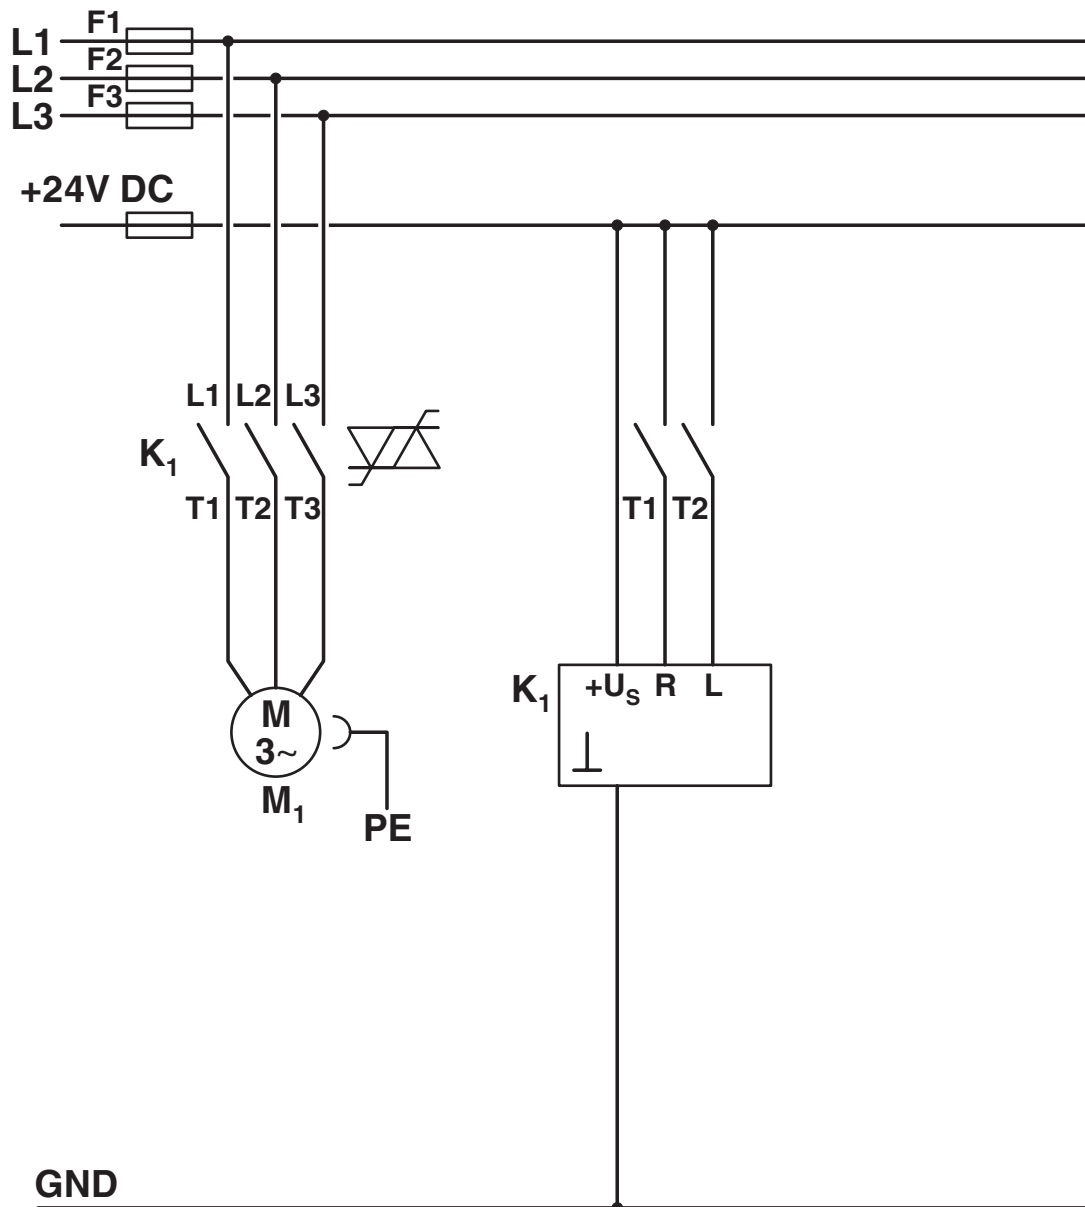 F1
L1
F2
L2
F3
L3
+24V DC
L1 L2 L3
K1
T1 T2 T3
T1 T2
K1 +US R L
M
3~
M1
PE
GND